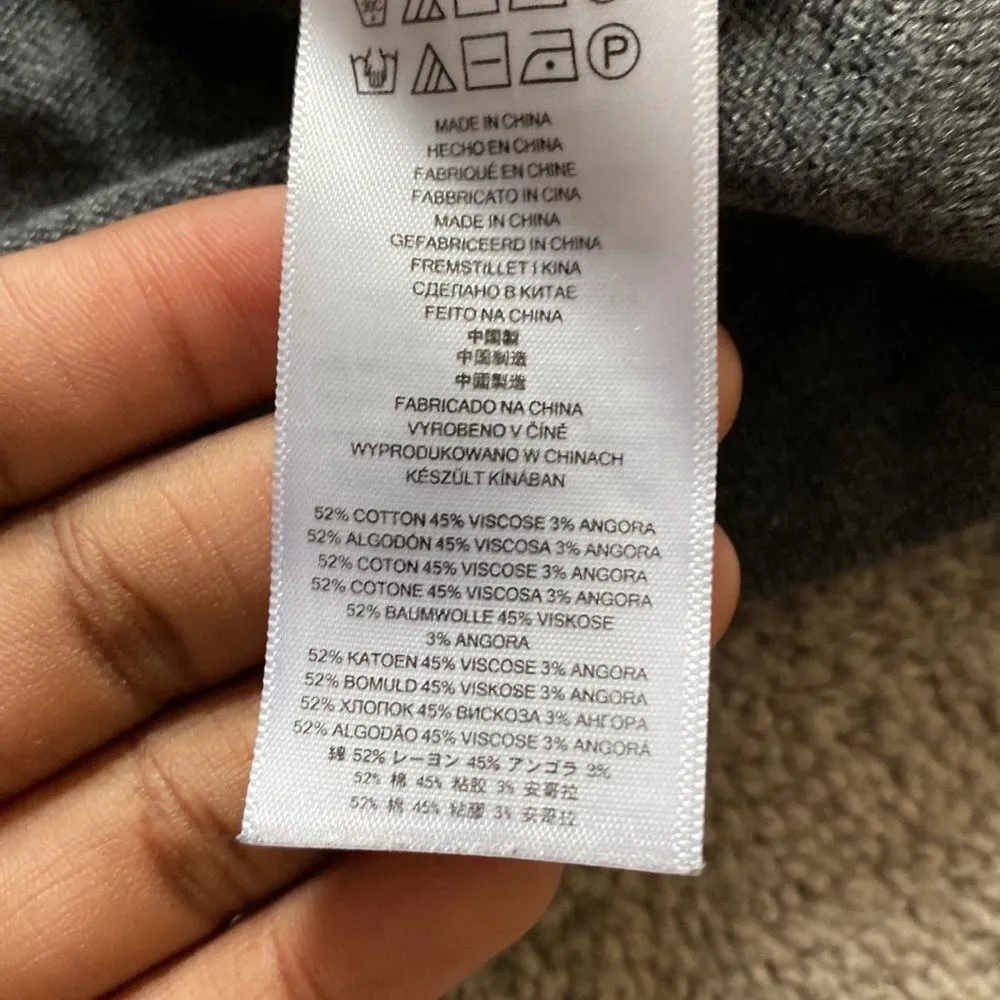 30C
P
MADE IN CHINA
HECHO EN CHINA
FABRIQUÉ EN CHINE
FABBRICATO IN CINA
MADE IN CHINA
GEFABRICEERD IN CHINA
FREMSTILLET I KINA
СДЕЛАНО В КИТАЕ
FEITO NA CHINA
中国製
中国制造
中國製造
FABRICADO NA CHINA
VYROBENO V ČÍNĚ
WYPRODUKOWANO W CHINACH
KÉSZÜLT KÍNÁBAN
52% COTTON 45% VISCOSE 3% ANGORA
52% ALGODÓN 45% VISCOSA 3% ANGORA
52% COTON 45% VISCOSE 3% ANGORA
52% COTONE 45% VISCOSE 3% ANGORA
52% BAUMWOLLE 45% VISKOSE
3% ANGORA
52% KATOEN 45% VISCOSE 3% ANGORA
52% BOMULD 45% VISKOSE 3% ANGORA
52% ХЛОПОК 45% ВИСКОЗА 3% АНГОРА
52% ALGODÃO 45% VISCOSE 3% ANGORÁ
綿 52% レーヨン 45% アンゴラ 3%
52% 棉 45% 粘胶 3% 安哥拉
52% 綿 45% 粘膠 3% 安哥拉